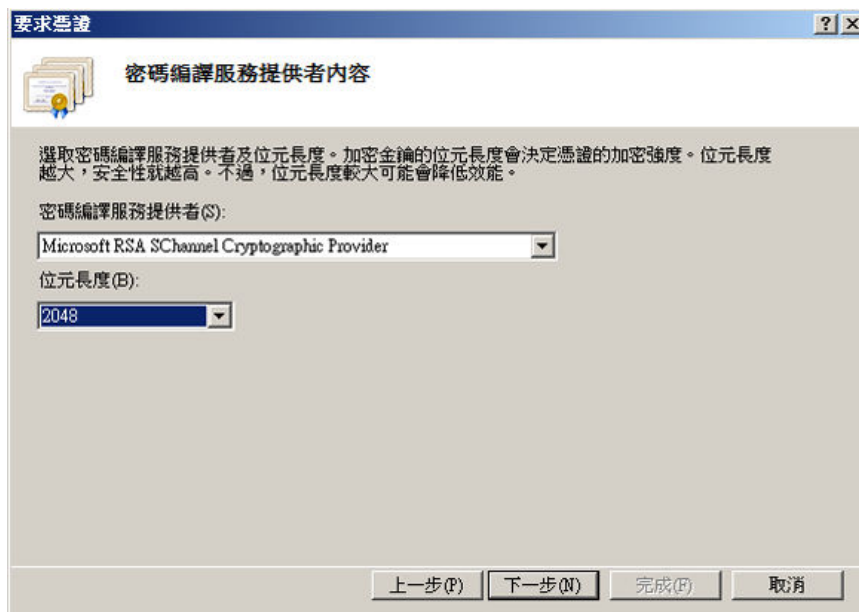 要求憑證
密碼編譯服務提供者內容
選取密碼編譯服務提供者及位元長度。加密金鑰的位元長度會決定憑證的加密強度。位元長度
越大，安全性就越高。不過，位元長度較大可能會降低效能。
密碼編譯服務提供者(S):
Microsoft RSA SChannel Cryptographic Provider
位元長度(B):
2048
上一步(P) 下一步(N) 完成(F) 取消